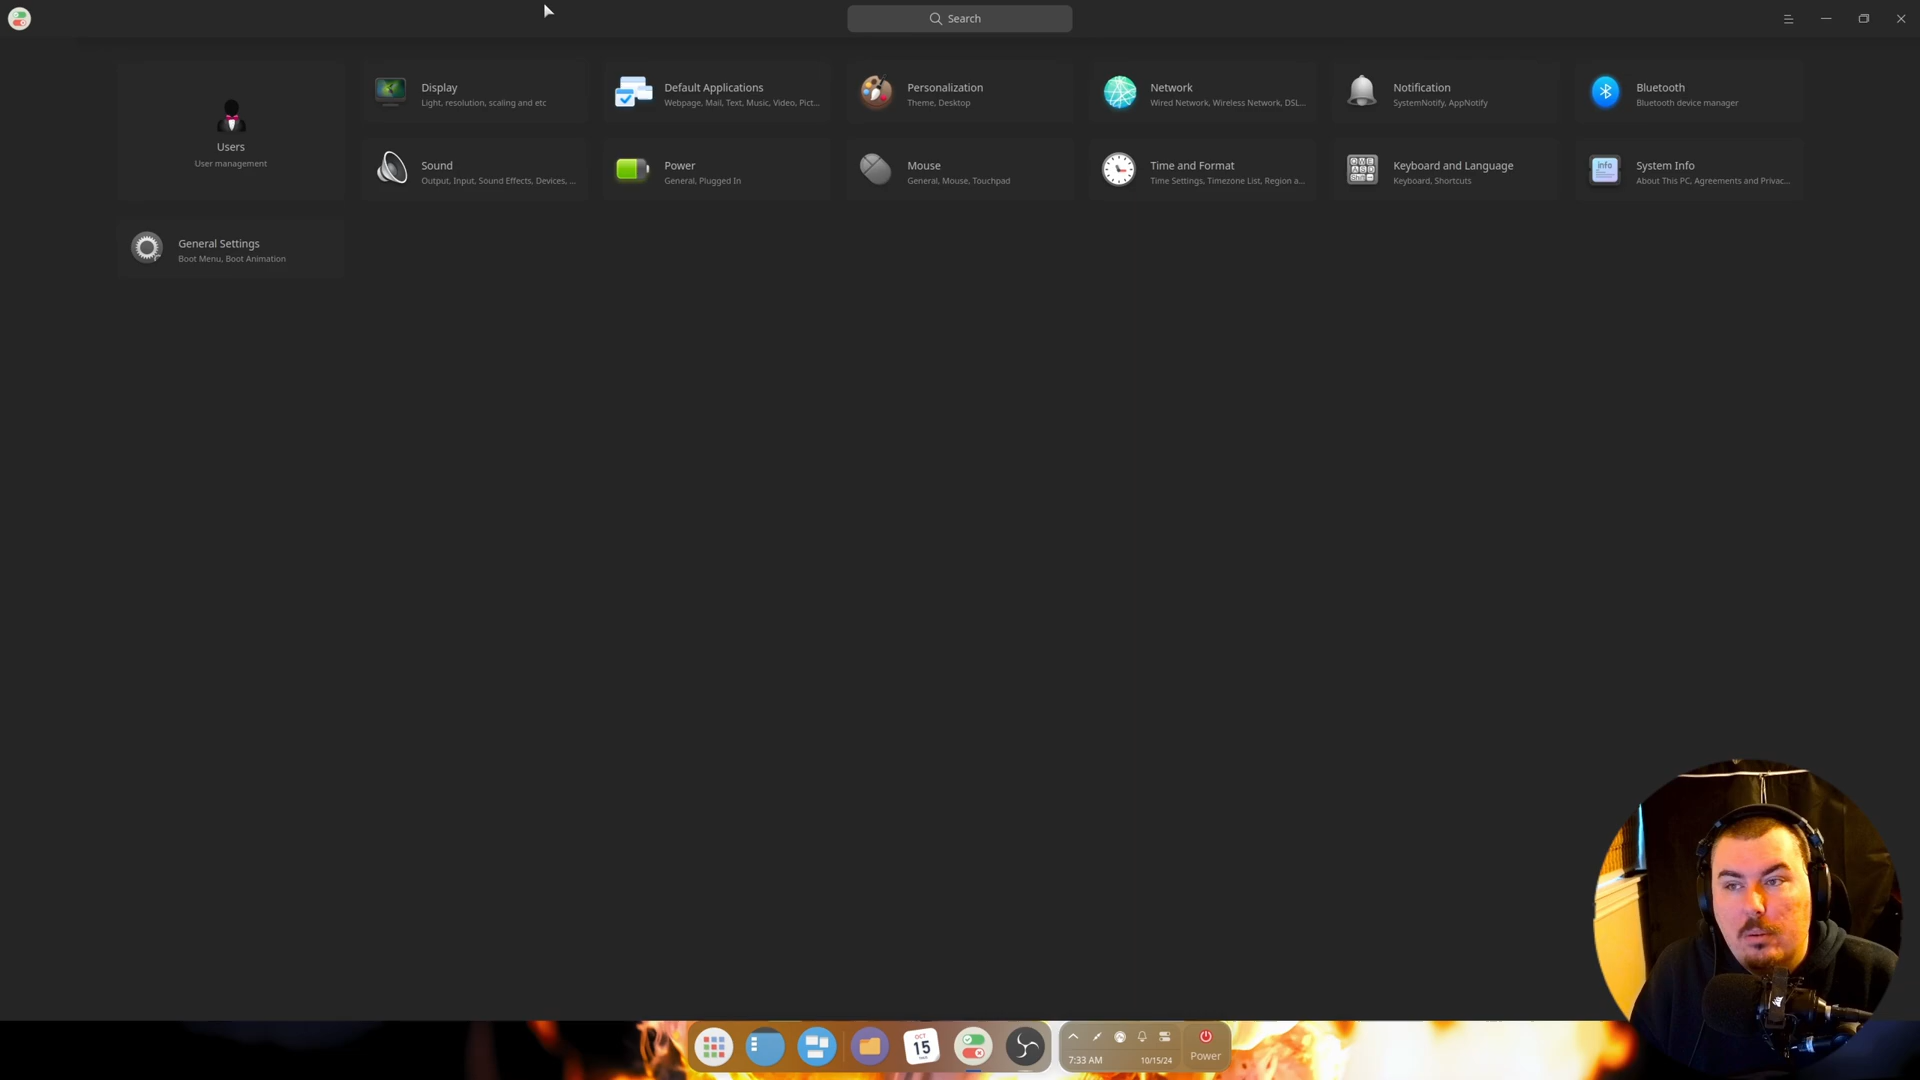 Search
Users
User management
Display
Light, resolution, scaling and etc
Default Applications
Webpage, Mail, Text, Music, Video, Pict...
Personalization
Theme, Desktop
Network
Wired Network, Wireless Network, DSL...
Notification
SystemNotify, AppNotify
Bluetooth
Bluetooth device manager
Sound
Output, Input, Sound Effects, Devices, ...
Power
General, Plugged In
Mouse
General, Mouse, Touchpad
Time and Format
Time Settings, Timezone List, Region a...
Keyboard and Language
Keyboard, Shortcuts
System Info
About This PC, Agreements and Privac...
info
General Settings
Boot Menu, Boot Animation
OCT
15
7:33 AM
10/15/24
Power